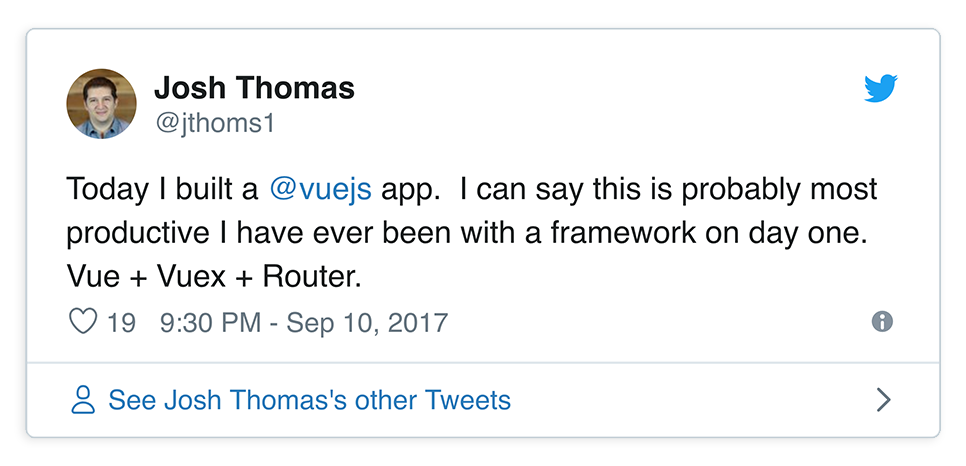 Josh Thomas
@jthoms1
Today I built a @vuejs app.  I can say this is probably most
productive I have ever been with a framework on day one.
Vue + Vuex + Router.
19 9:30 PM - Sep 10, 2017
See Josh Thomas's other Tweets